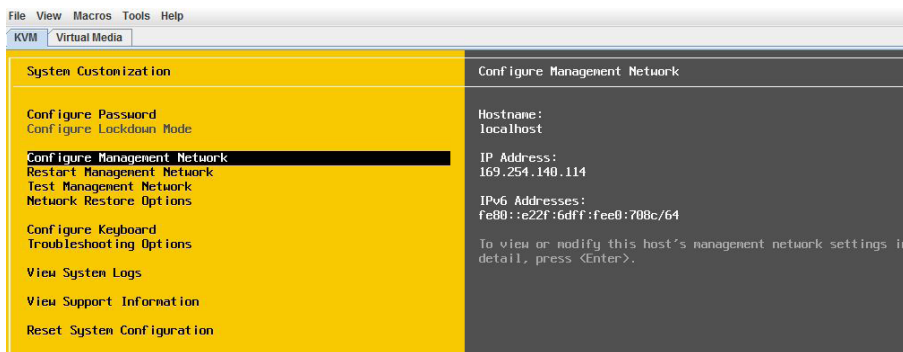 File View Macros Tools Help
KVM Virtual Media
System Customization
Configure Password
Configure Lockdown Mode
Configure Management Network
Restart Management Network
Test Management Network
Network Restore Options
Configure Keyboard
Troubleshooting Options
View System Logs
View Support Information
Reset System Configuration
Configure Management Network
Hostname:
localhost
IP Address:
169.254.140.114
IPv6 Addresses:
fe80::e22f:6dff:fee0:708c/64
To view or modify this host's management network settings
detail, press <Enter>.